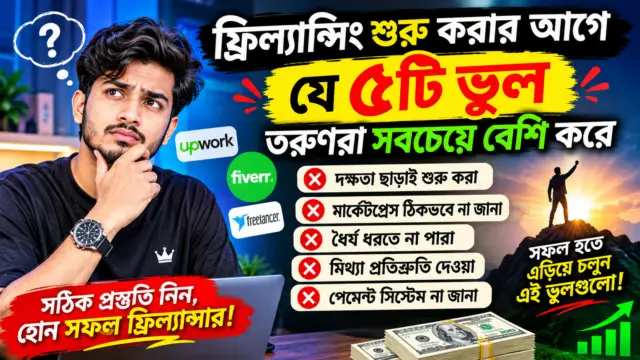 ?
ফ্রিল্যান্সিং শুরু করার আগে
যে ৫টি ভুল
তরুণরা সবচেয়ে বেশি করে
upwork
fiverr.
freelancer.
দক্ষতা ছাড়াই শুরু করা
মার্কেটপ্লেস ঠিকভবে না জানা
ধৈর্য ধরতে না পারা
মিথ্যা প্রতিশ্রুতি দেওয়া
পেমেন্ট সিস্টেম না জানা
সফল হতে
এড়িয়ে চলুন
এই ভুলগুলো!
সঠিক প্রস্তুতি নিন,
হোন সফল ফ্রিল্যান্সার!